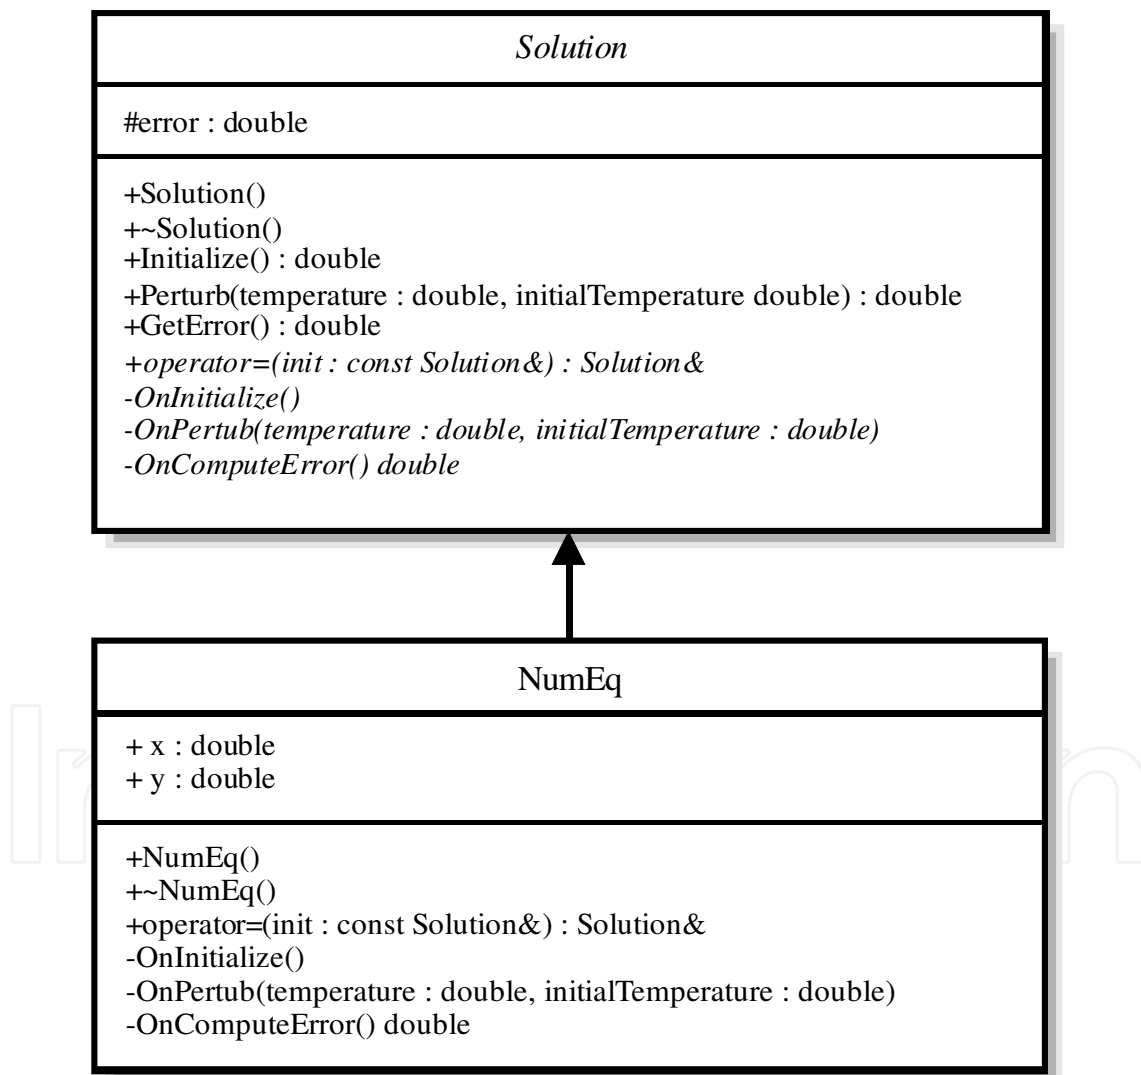 Solution
#error : double
+Solution()
+~Solution()
+Initialize() : double
+Perturb(temperature : double, initialTemperature double) : double
+GetError() : double
+operator=(init : const Solution&) : Solution&
-OnInitialize()
-OnPertub(temperature : double, initialTemperature : double)
-OnComputeError() double
NumEq
+ x : double
+ y : double
+NumEq()
+~NumEq()
+operator=(init : const Solution&) : Solution&
-OnInitialize()
-OnPertub(temperature : double, initialTemperature : double)
-OnComputeError() double